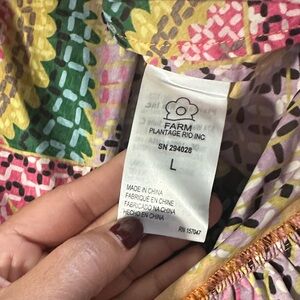 FARM
PLANTAGE RIO INC
SN 294028
L
MADE IN CHINA
FABRIQUÉ EN CHINE
FABRICADO NA CHINA
HECHO EN CHINA
RN 157047